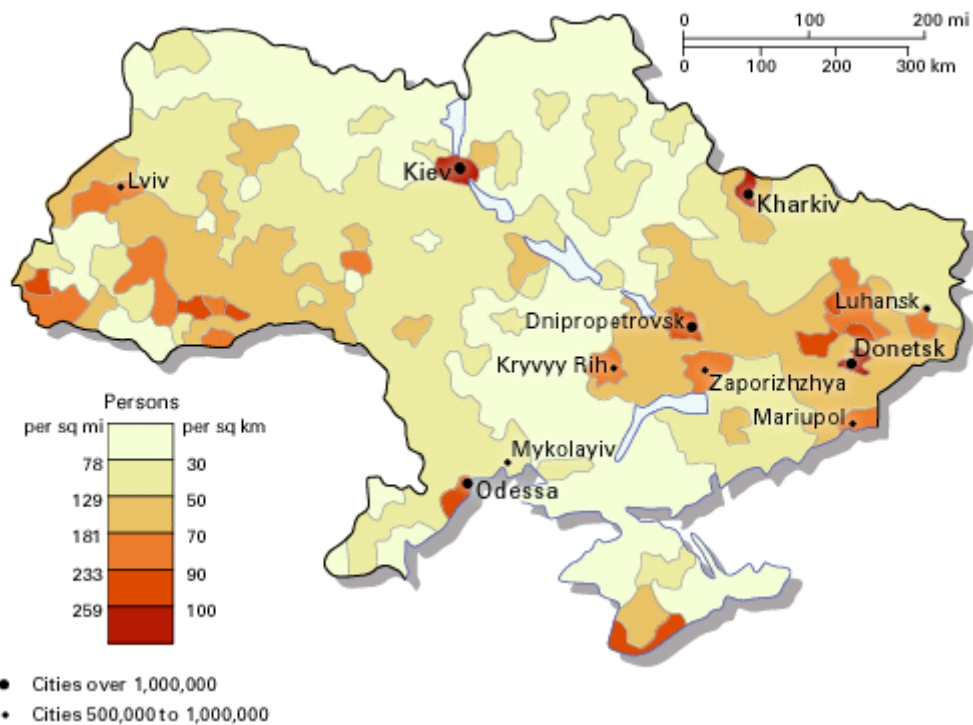 0 100 200 mi
0 100 200 300 km
Lviv
Kiev
Kharkiv
Luhansk
Dnipropetrovsk
Donetsk
Kryvyy Rih
Zaporizhzhya
Mariupol
Mykolayiv
Odessa
Persons
per sq mi per sq km
78 30
129 50
181 70
233 90
259 100
Cities over 1,000,000
Cities 500,000 to 1,000,000